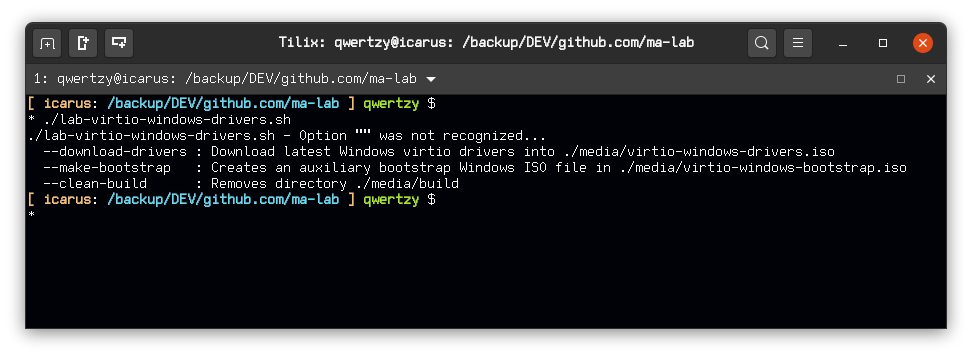 Tilix: qwertzy@icarus: /backup/DEV/github.com/ma-lab
1: qwertzy@icarus: /backup/DEV/github.com/ma-lab
[ icarus: /backup/DEV/github.com/ma-lab ] qwertzy $
* ./lab-virtio-windows-drivers.sh
./lab-virtio-windows-drivers.sh - Option "" was not recognized...
  --download-drivers : Download latest Windows virtio drivers into ./media/virtio-windows-drivers.iso
  --make-bootstrap   : Creates an auxiliary bootstrap Windows ISO file in ./media/virtio-windows-bootstrap.iso
  --clean-build      : Removes directory ./media/build
[ icarus: /backup/DEV/github.com/ma-lab ] qwertzy $
*